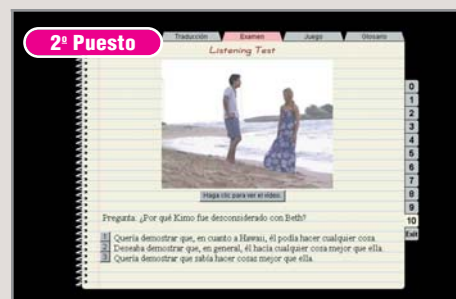 2º Puesto
Traducción Examen Juego Glosario
Listening Test
0
1
2
3
4
5
6
7
8
9
10
Exit
Haga clic para ver el vídeo.
Pregunta: ¿Por qué Kimo fue desconsiderado con Beth?
1 Quería demostrar que, en cuanto a Hawaii, él podía hacer cualquier cosa.
2 Deseaba demostrar que, en general, él hacía cualquier cosa mejor que ella.
3 Quería demostrar que sabía hacer cosas mejor que ella.